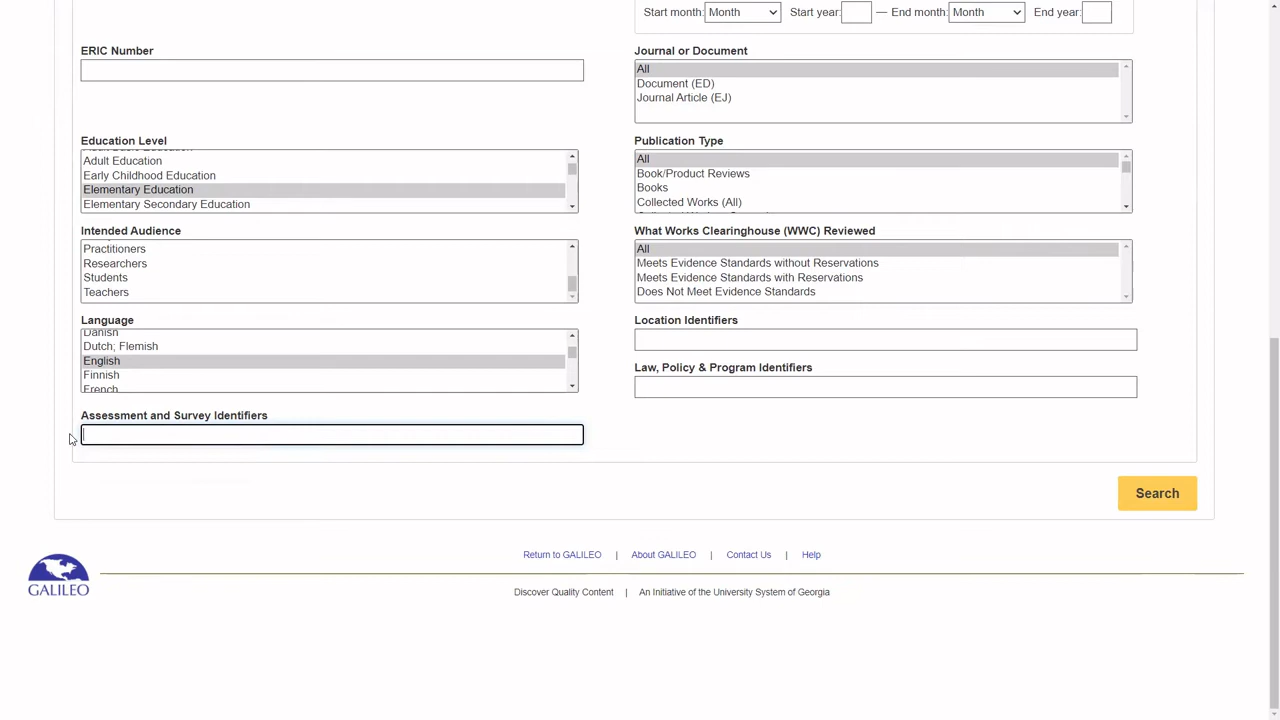 Start month: Month Start year: — End month: Month End year:
ERIC Number
Journal or Document
All
Document (ED)
Journal Article (EJ)
Education Level
Adult Education
Early Childhood Education
Elementary Education
Elementary Secondary Education
Publication Type
All
Book/Product Reviews
Books
Collected Works (All)
Intended Audience
Practitioners
Researchers
Students
Teachers
What Works Clearinghouse (WWC) Reviewed
All
Meets Evidence Standards without Reservations
Meets Evidence Standards with Reservations
Does Not Meet Evidence Standards
Language
Danish
Dutch; Flemish
English
Finnish
French
Location Identifiers
Law, Policy & Program Identifiers
Assessment and Survey Identifiers
Search
GALILEO
Return to GALILEO | About GALILEO | Contact Us | Help
Discover Quality Content | An Initiative of the University System of Georgia